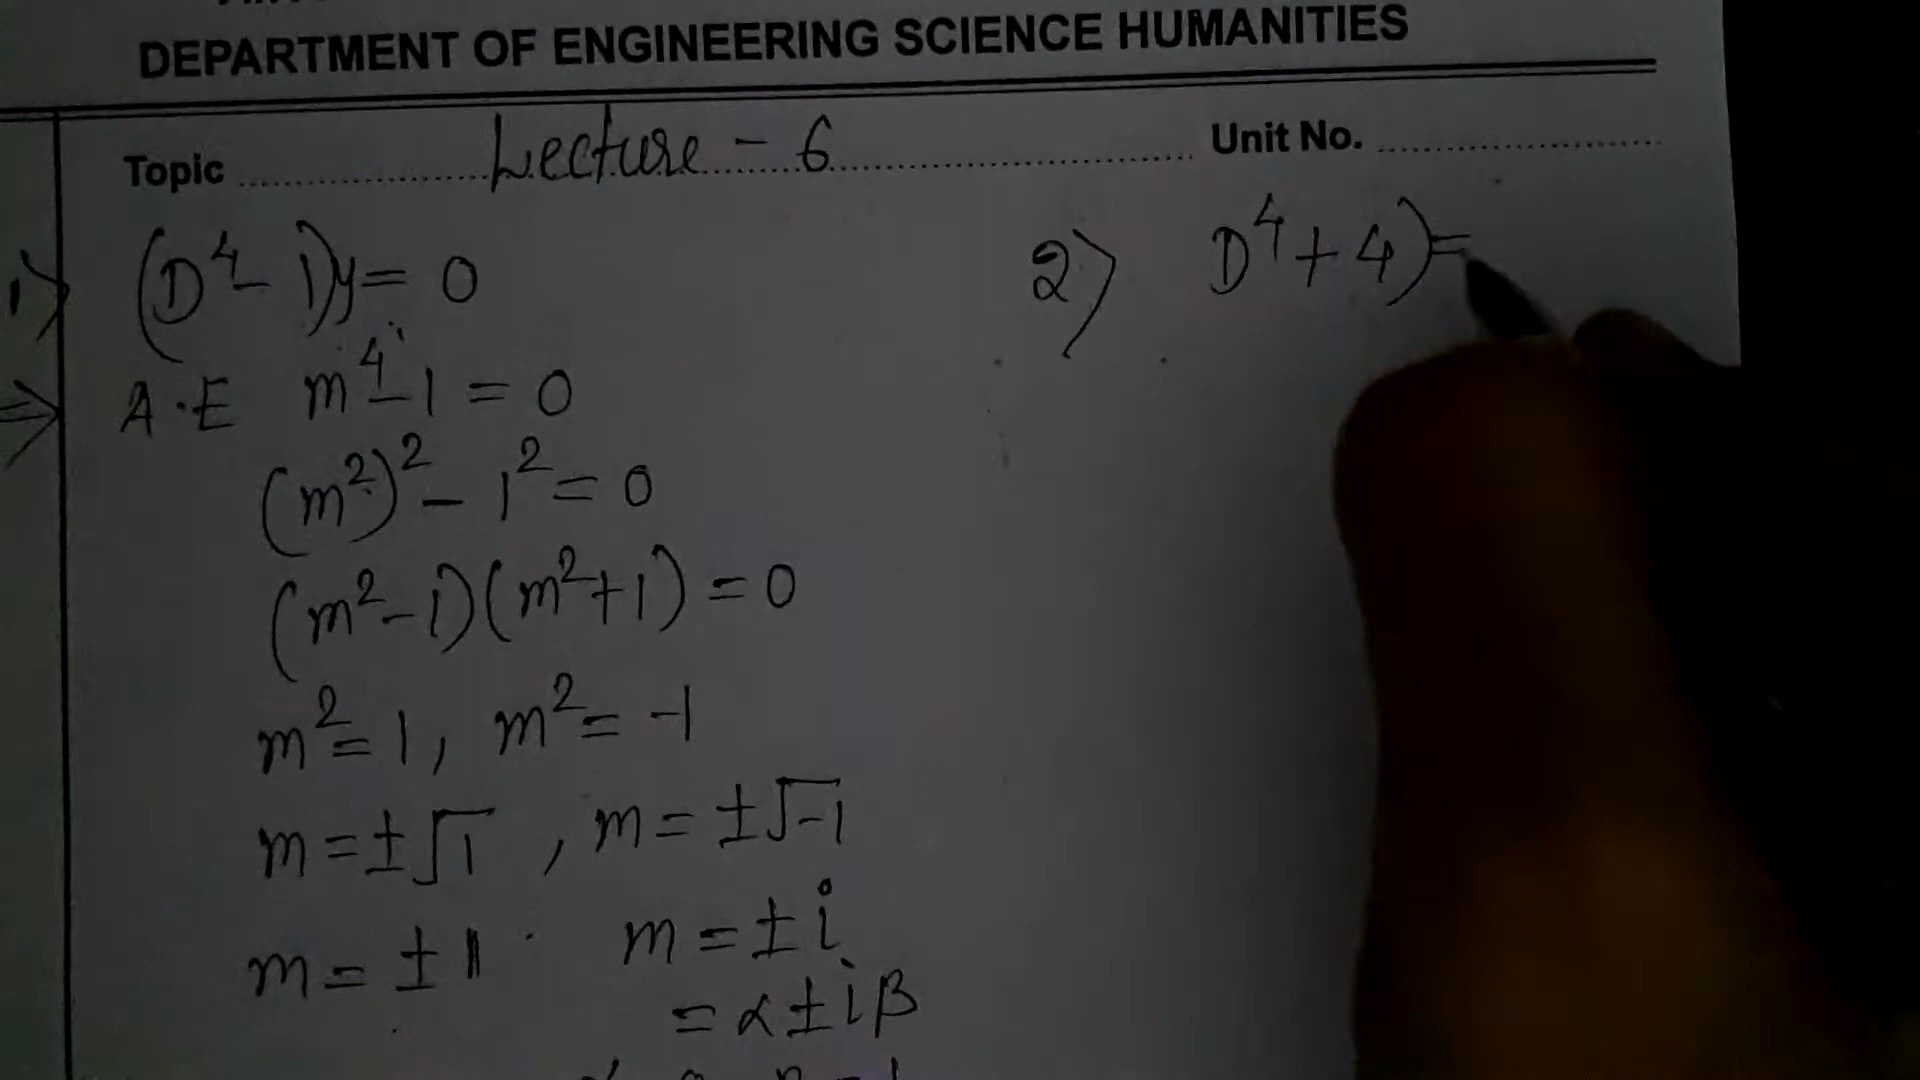 DEPARTMENT OF ENGINEERING SCIENCE HUMANITIES
Topic Lecture - 6 Unit No.
1) (D⁴ - 1)y = 0
⇒ A.E m⁴ - 1 = 0
(m²)² - 1² = 0
(m² - 1)(m² + 1) = 0
m² = 1, m² = -1
m = ±√1, m = ±√-1
m = ±1 m = ±i
= α ± iβ
2) D⁴ + 4) =